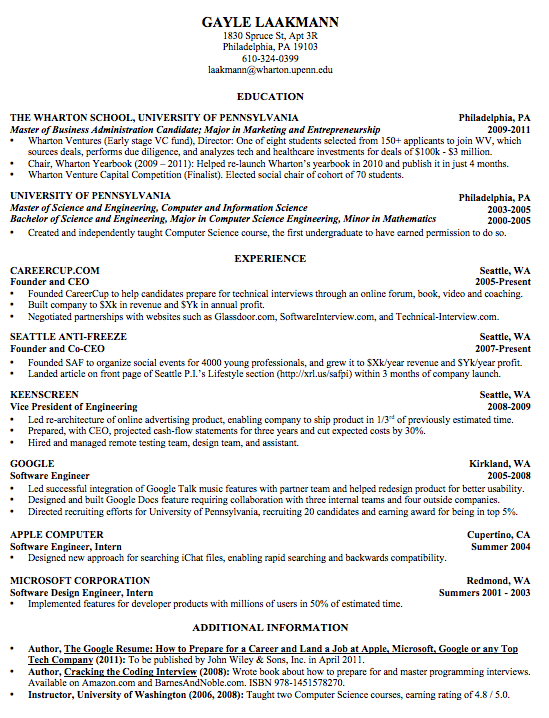 GAYLE LAAKMANN
1830 Spruce St, Apt 3R
Philadelphia, PA 19103
610-324-0399
laakmann@wharton.upenn.edu
EDUCATION
THE WHARTON SCHOOL, UNIVERSITY OF PENNSYLVANIA Philadelphia, PA
Master of Business Administration Candidate; Major in Marketing and Entrepreneurship 2009-2011
• Wharton Ventures (Early stage VC fund), Director: One of eight students selected from 150+ applicants to join WV, which
sources deals, performs due diligence, and analyzes tech and healthcare investments for deals of $100k - $3 million.
• Chair, Wharton Yearbook (2009 – 2011): Helped re-launch Wharton's yearbook in 2010 and publish it in just 4 months.
• Wharton Venture Capital Competition (Finalist). Elected social chair of cohort of 70 students.
UNIVERSITY OF PENNSYLVANIA Philadelphia, PA
Master of Science and Engineering, Computer and Information Science 2003-2005
Bachelor of Science and Engineering, Major in Computer Science Engineering, Minor in Mathematics 2000-2005
• Created and independently taught Computer Science course, the first undergraduate to have earned permission to do so.
EXPERIENCE
CAREERCUP.COM Seattle, WA
Founder and CEO 2005-Present
• Founded CareerCup to help candidates prepare for technical interviews through an online forum, book, video and coaching.
• Built company to $Xk in revenue and $Yk in annual profit.
• Negotiated partnerships with websites such as Glassdoor.com, SoftwareInterview.com, and Technical-Interview.com.
SEATTLE ANTI-FREEZE Seattle, WA
Founder and Co-CEO 2007-Present
• Founded SAF to organize social events for 4000 young professionals, and grew it to $Xk/year revenue and $Yk/year profit.
• Landed article on front page of Seattle P.I.'s Lifestyle section (http://xrl.us/safpi) within 3 months of company launch.
KEENSCREEN Seattle, WA
Vice President of Engineering 2008-2009
• Led re-architecture of online advertising product, enabling company to ship product in 1/3rd of previously estimated time.
• Prepared, with CEO, projected cash-flow statements for three years and cut expected costs by 30%.
• Hired and managed remote testing team, design team, and assistant.
GOOGLE Kirkland, WA
Software Engineer 2005-2008
• Led successful integration of Google Talk music features with partner team and helped redesign product for better usability.
• Designed and built Google Docs feature requiring collaboration with three internal teams and four outside companies.
• Directed recruiting efforts for University of Pennsylvania, recruiting 20 candidates and earning award for being in top 5%.
APPLE COMPUTER Cupertino, CA
Software Engineer, Intern Summer 2004
• Designed new approach for searching iChat files, enabling rapid searching and backwards compatibility.
MICROSOFT CORPORATION Redmond, WA
Software Design Engineer, Intern Summers 2001 - 2003
• Implemented features for developer products with millions of users in 50% of estimated time.
ADDITIONAL INFORMATION
• Author, The Google Resume: How to Prepare for a Career and Land a Job at Apple, Microsoft, Google or any Top
Tech Company (2011): To be published by John Wiley & Sons, Inc. in April 2011.
• Author, Cracking the Coding Interview (2008): Wrote book about how to prepare for and master programming interviews.
Available on Amazon.com and BarnesAndNoble.com. ISBN 978-1451578270.
• Instructor, University of Washington (2006, 2008): Taught two Computer Science courses, earning rating of 4.8 / 5.0.